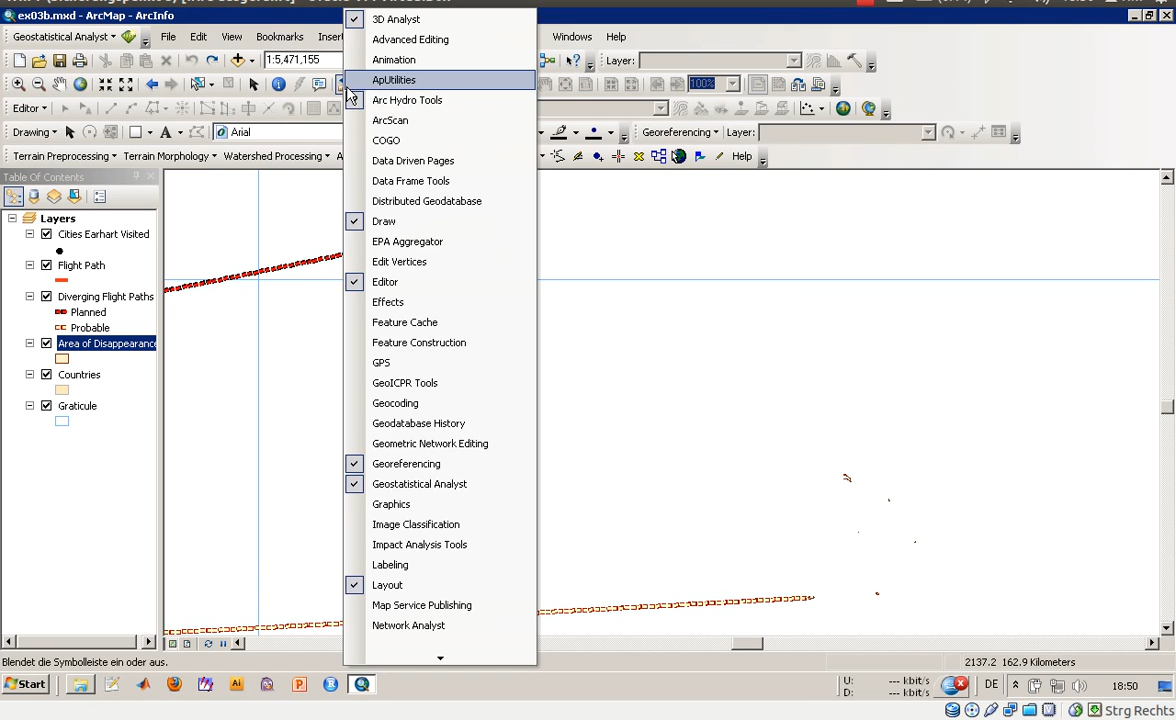 ex03b.mxd - ArcMap - ArcInfo
Geostatistical Analyst
File
Edit
View
Bookmarks
Windows
Help
1:5,471,155
Layer:
100%
Editor
Drawing
A
Arial
Georeferencing
Layer:
Terrain Preprocessing
Terrain Morphology
Watershed Processing
Help
Table Of Contents
Layers
Cities Earhart Visited
Flight Path
Diverging Flight Paths
Planned
Probable
Area of Disappearance
Countries
Graticule
3D Analyst
Advanced Editing
Animation
ApUtilities
Arc Hydro Tools
ArcScan
COGO
Data Driven Pages
Data Frame Tools
Distributed Geodatabase
Draw
EPA Aggregator
Edit Vertices
Editor
Effects
Feature Cache
Feature Construction
GPS
GeoICPR Tools
Geocoding
Geodatabase History
Geometric Network Editing
Georeferencing
Geostatistical Analyst
Graphics
Image Classification
Impact Analysis Tools
Labeling
Layout
Map Service Publishing
Network Analyst
Blendet die Symbolleiste ein oder aus.
2137.2 162.9 Kilometers
Start
Ai
P
R
U:
D:
--- kbit/s
--- kbit/s
DE
18:50
Strg Rechts